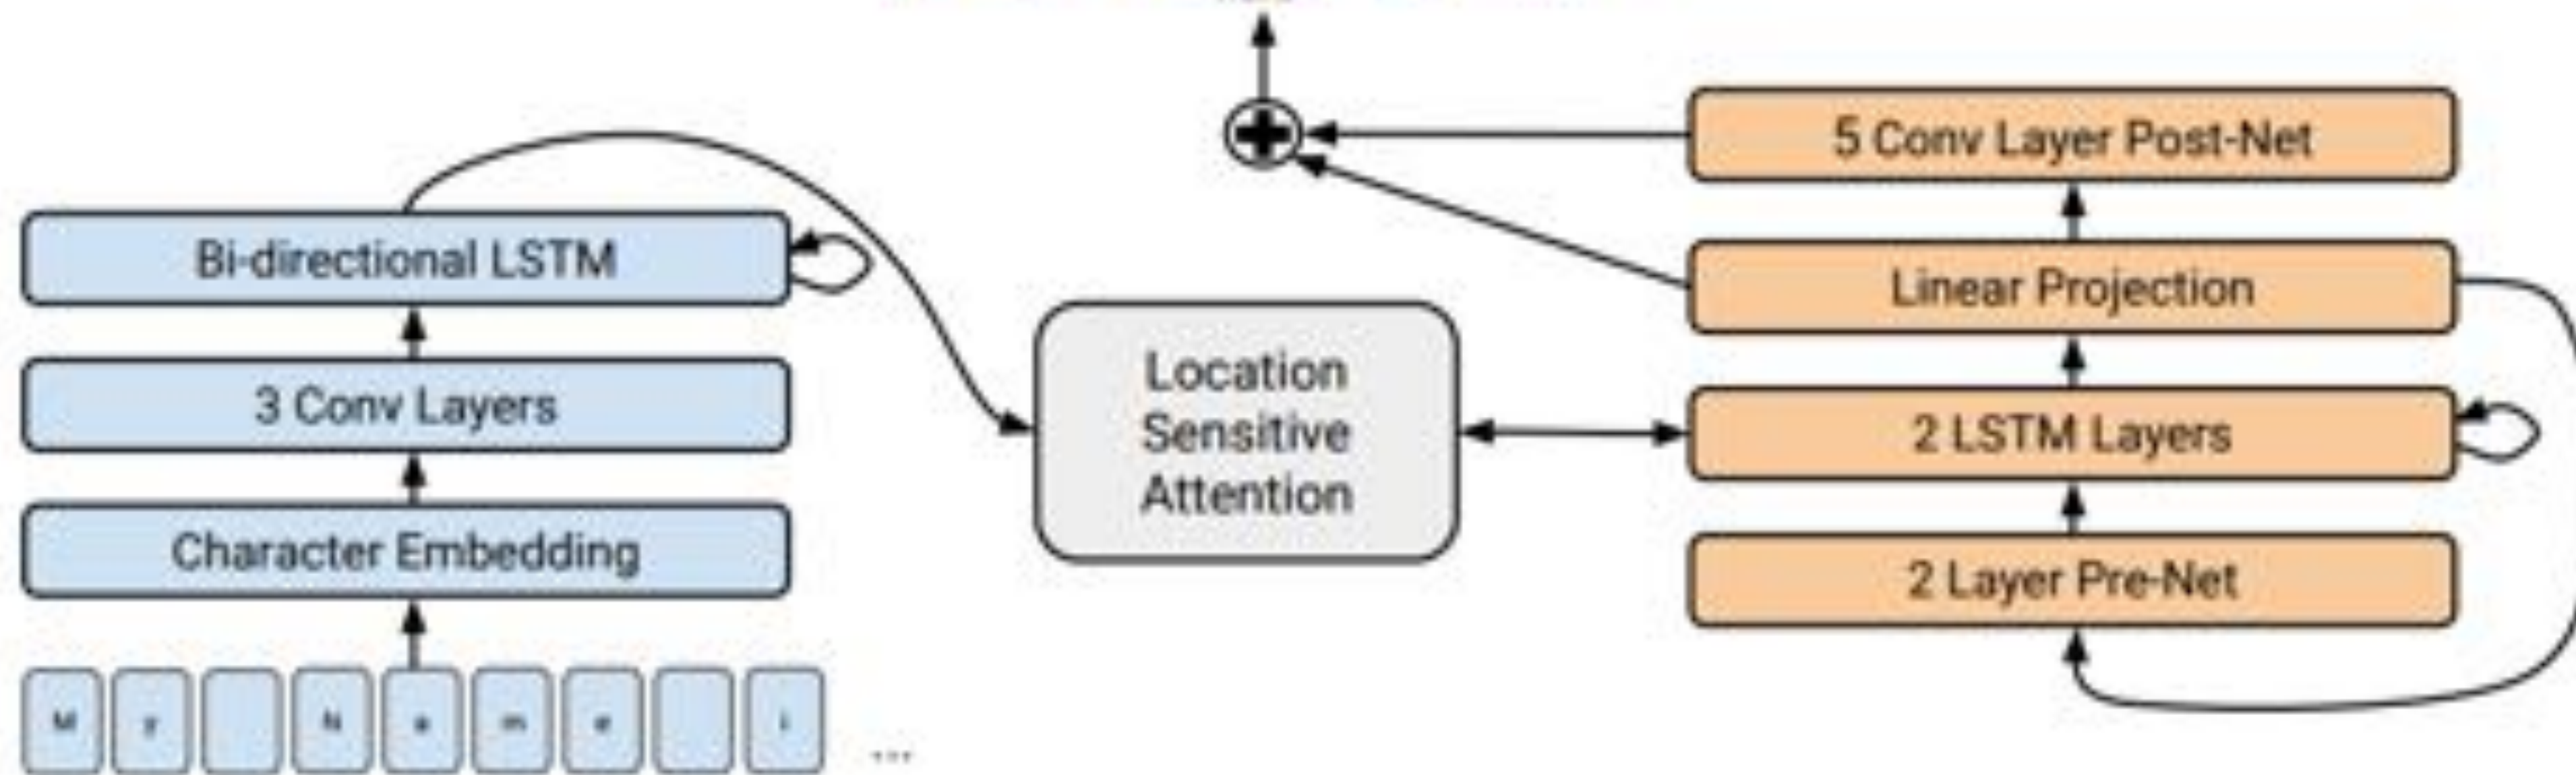 5 Conv Layer Post-Net
Bi-directional LSTM
Linear Projection
Location
Sensitive
Attention
3 Conv Layers
2 LSTM Layers
Character Embedding
2 Layer Pre-Net
M y N a m e i ...